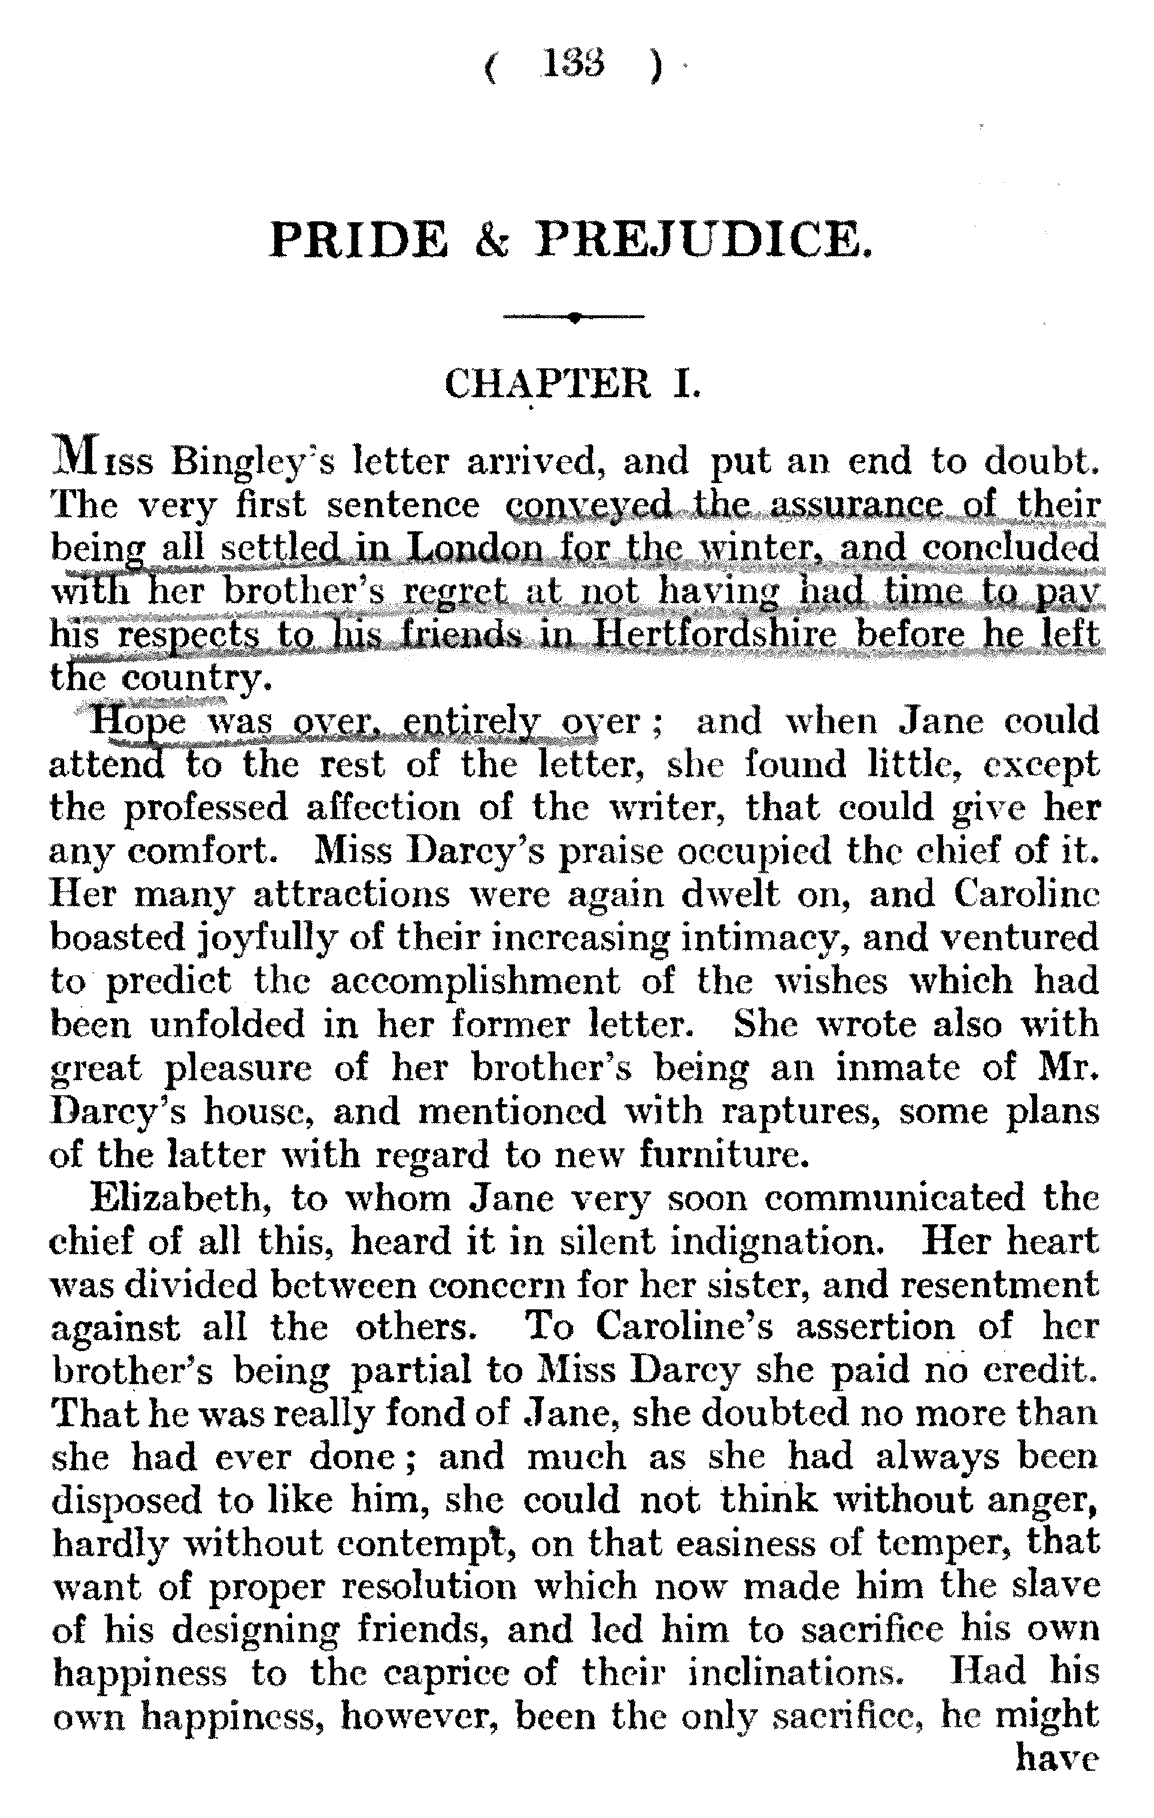 ( 133 )
PRIDE & PREJUDICE.
CHAPTER I.
MISS Bingley's letter arrived, and put an end to doubt.
The very first sentence conveyed the assurance of their
being all settled in London for the winter, and concluded
with her brother's regret at not having had time to pay
his respects to his friends in Hertfordshire before he left
the country.
Hope was over, entirely over; and when Jane could
attend to the rest of the letter, she found little, except
the professed affection of the writer, that could give her
any comfort. Miss Darcy's praise occupied the chief of it.
Her many attractions were again dwelt on, and Caroline
boasted joyfully of their increasing intimacy, and ventured
to predict the accomplishment of the wishes which had
been unfolded in her former letter. She wrote also with
great pleasure of her brother's being an inmate of Mr.
Darcy's house, and mentioned with raptures, some plans
of the latter with regard to new furniture.
Elizabeth, to whom Jane very soon communicated the
chief of all this, heard it in silent indignation. Her heart
was divided between concern for her sister, and resentment
against all the others. To Caroline's assertion of her
brother's being partial to Miss Darcy she paid no credit.
That he was really fond of Jane, she doubted no more than
she had ever done; and much as she had always been
disposed to like him, she could not think without anger,
hardly without contempt, on that easiness of temper, that
want of proper resolution which now made him the slave
of his designing friends, and led him to sacrifice his own
happiness to the caprice of their inclinations. Had his
own happiness, however, been the only sacrifice, he might
have